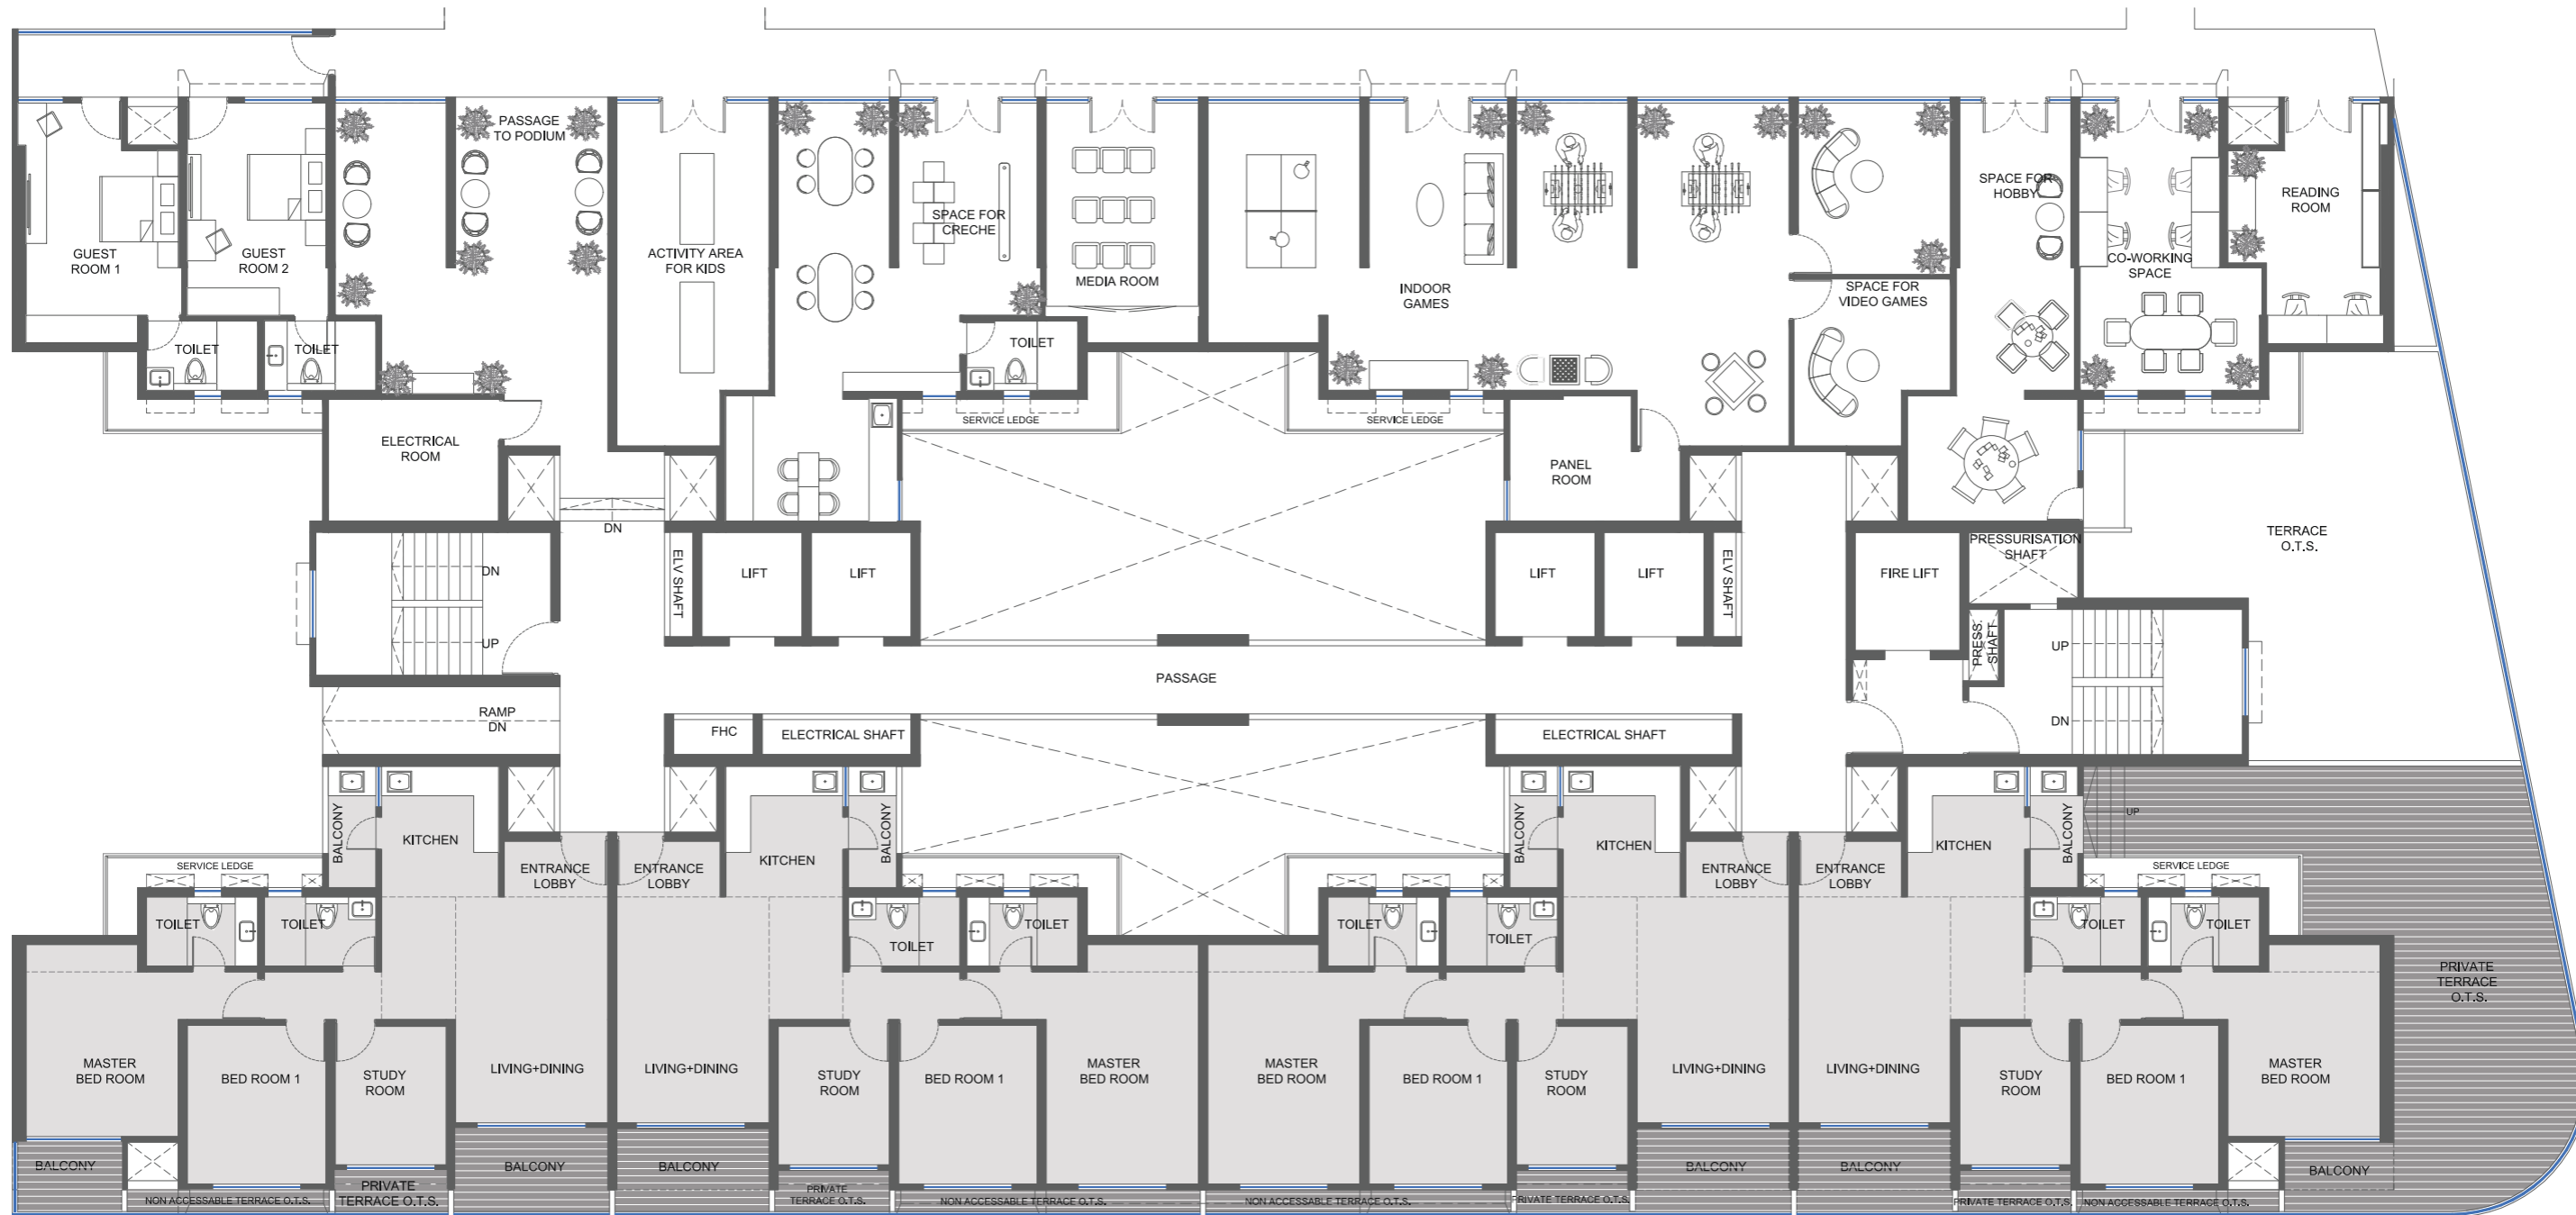 PASSAGE
TO PODIUM
GUEST
ROOM 1
GUEST
ROOM 2
ACTIVITY AREA
FOR KIDS
SPACE FOR
CRECHE
MEDIA ROOM
INDOOR
GAMES
SPACE FOR
VIDEO GAMES
SPACE FOR
HOBBY
CO-WORKING
SPACE
READING
ROOM
TOILET
TOILET
TOILET
SERVICE LEDGE
SERVICE LEDGE
ELECTRICAL
ROOM
PANEL
ROOM
DN
TERRACE
O.T.S.
DN
UP
ELV SHAFT
LIFT
LIFT
LIFT
LIFT
ELV SHAFT
FIRE LIFT
PRESSURISATION
SHAFT
PRESS.
SHAFT
UP
DN
PASSAGE
RAMP
DN
FHC
ELECTRICAL SHAFT
ELECTRICAL SHAFT
BALCONY
KITCHEN
KITCHEN
BALCONY
BALCONY
KITCHEN
KITCHEN
BALCONY
UP
SERVICE LEDGE
ENTRANCE
LOBBY
ENTRANCE
LOBBY
ENTRANCE
LOBBY
ENTRANCE
LOBBY
SERVICE LEDGE
TOILET
TOILET
TOILET
TOILET
TOILET
TOILET
TOILET
TOILET
PRIVATE
TERRACE
O.T.S.
MASTER
BED ROOM
BED ROOM 1
STUDY
ROOM
LIVING+DINING
LIVING+DINING
STUDY
ROOM
BED ROOM 1
MASTER
BED ROOM
MASTER
BED ROOM
BED ROOM 1
STUDY
ROOM
LIVING+DINING
LIVING+DINING
STUDY
ROOM
BED ROOM 1
MASTER
BED ROOM
BALCONY
BALCONY
BALCONY
BALCONY
BALCONY
BALCONY
NON ACCESSABLE TERRACE O.T.S.
PRIVATE
TERRACE O.T.S.
PRIVATE
TERRACE O.T.S.
NON ACCESSABLE TERRACE O.T.S.
NON ACCESSABLE TERRACE O.T.S.
PRIVATE TERRACE O.T.S.
PRIVATE TERRACE O.T.S.
NON ACCESSABLE TERRACE O.T.S.